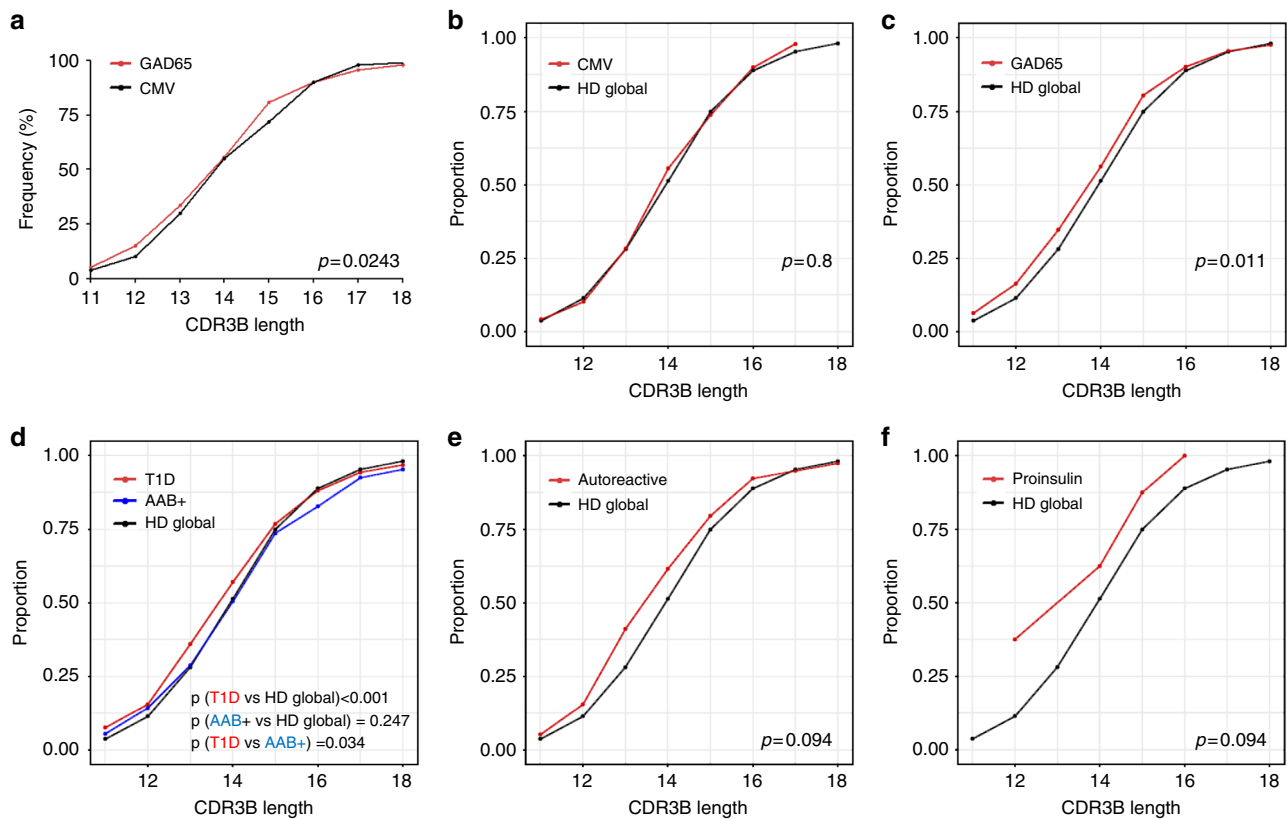 a
GAD65
CMV
Frequency (%)
100
75
50
25
0
p=0.0243
11 12 13 14 15 16 17 18
CDR3B length
b
CMV
HD global
Proportion
1.00
0.75
0.50
0.25
0.00
p=0.8
12 14 16 18
CDR3B length
c
GAD65
HD global
Proportion
1.00
0.75
0.50
0.25
0.00
p=0.011
12 14 16 18
CDR3B length
d
T1D
AAB+
HD global
Proportion
1.00
0.75
0.50
0.25
0.00
p (T1D vs HD global)<0.001
p (AAB+ vs HD global) = 0.247
p (T1D vs AAB+) =0.034
12 14 16 18
CDR3B length
e
Autoreactive
HD global
Proportion
1.00
0.75
0.50
0.25
0.00
p=0.094
12 14 16 18
CDR3B length
f
Proinsulin
HD global
Proportion
1.00
0.75
0.50
0.25
0.00
p=0.094
12 14 16 18
CDR3B length